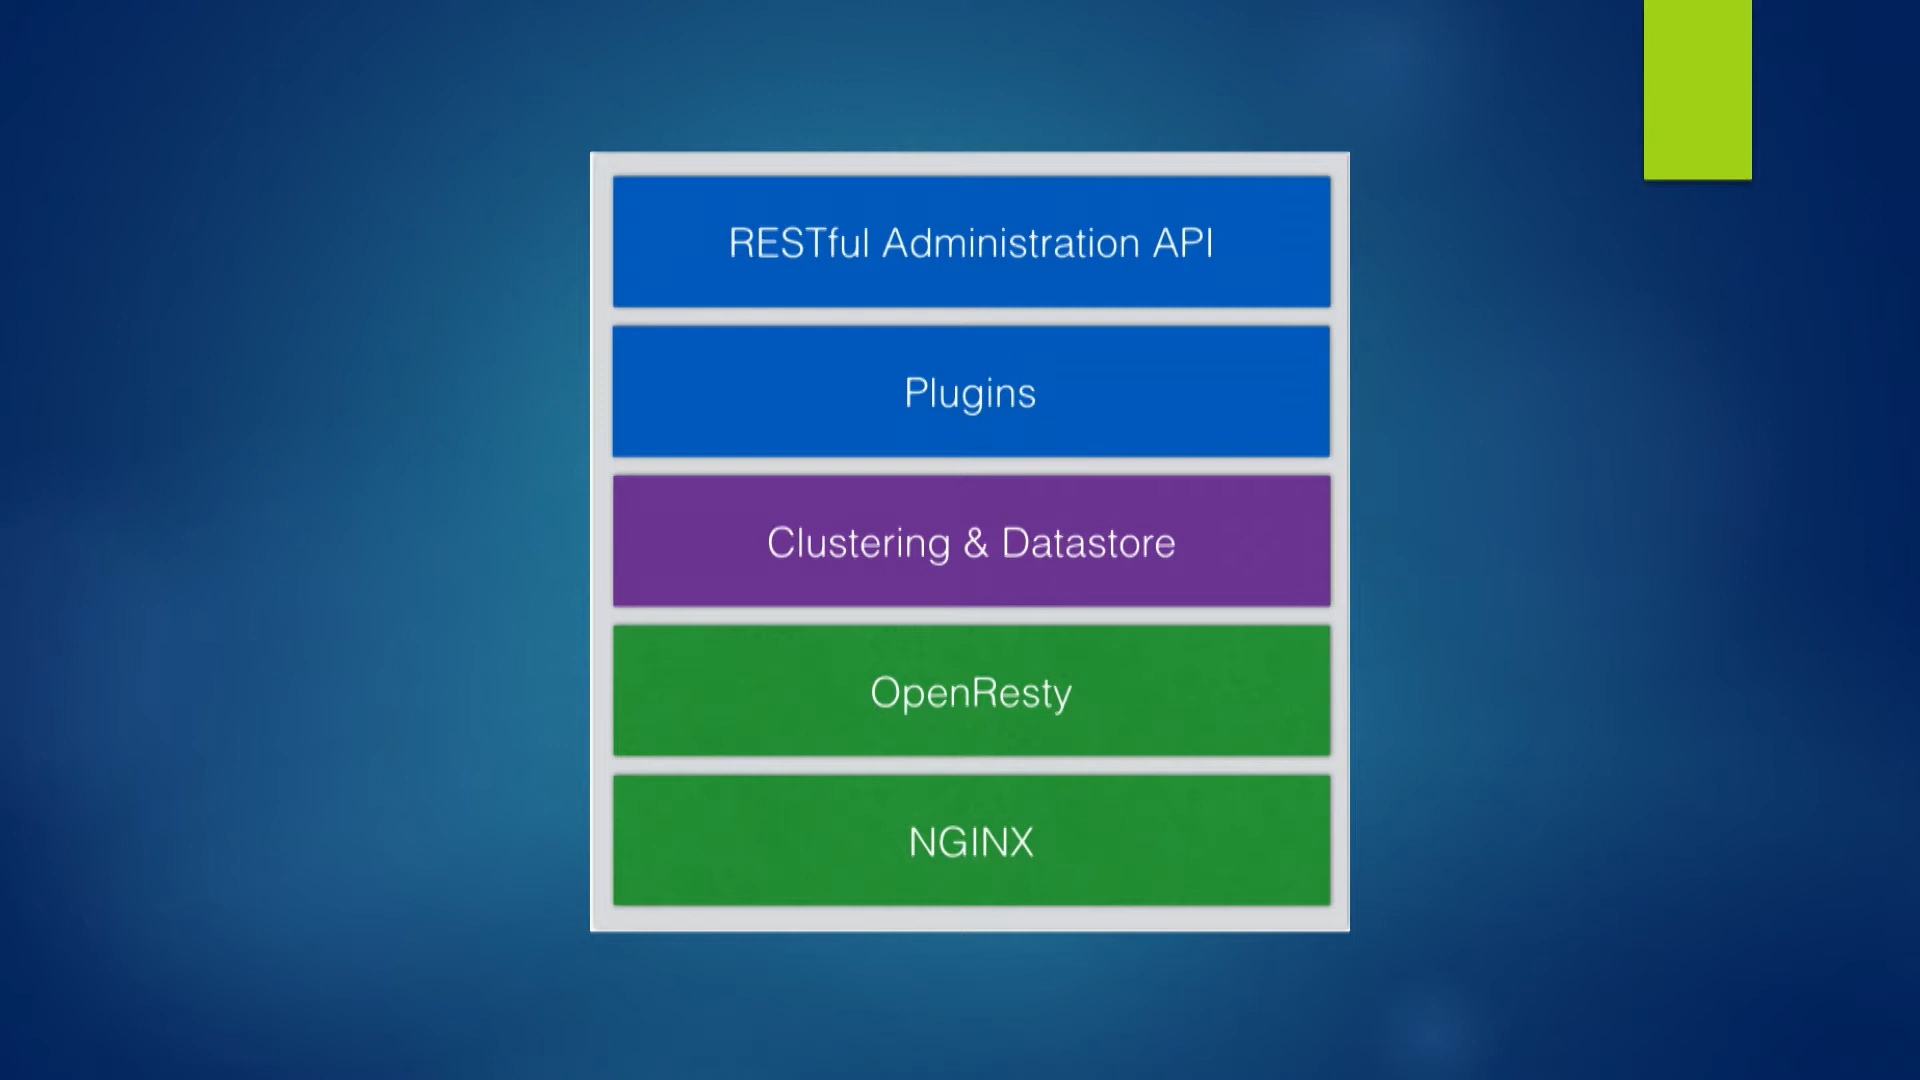 RESTful Administration API
Plugins
Clustering & Datastore
OpenResty
NGINX